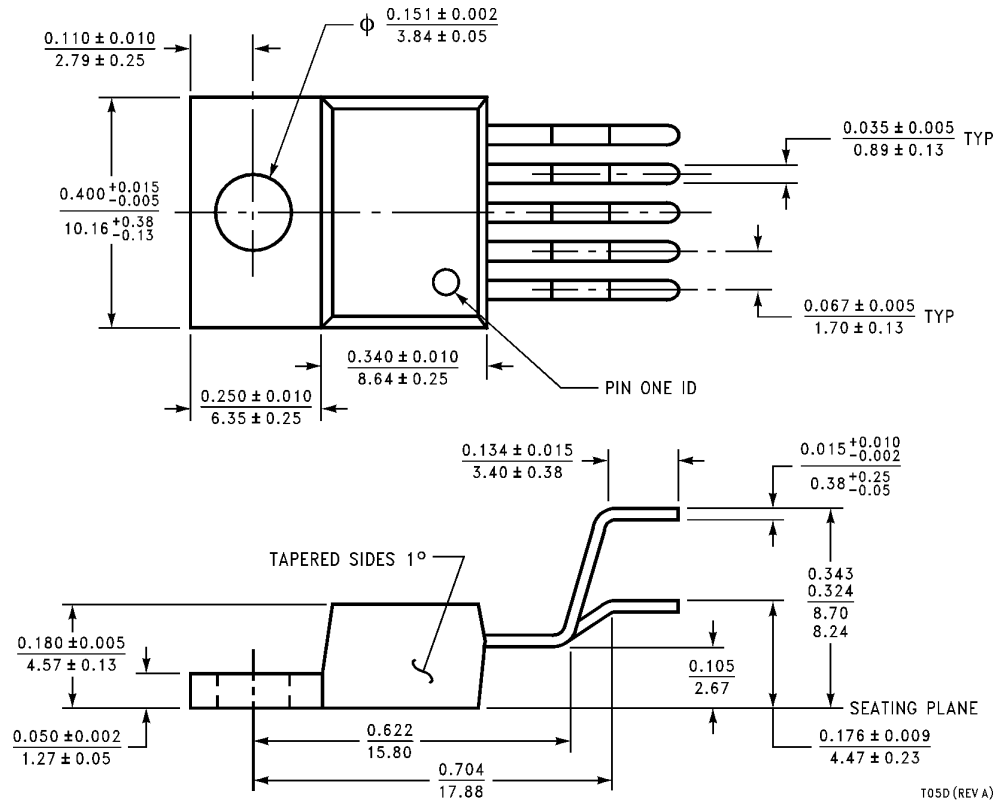 ϕ 0.151 ± 0.002
3.84 ± 0.05
0.110 ± 0.010
2.79 ± 0.25
0.035 ± 0.005 TYP
0.89 ± 0.13
0.400 +0.015 -0.005
10.16 +0.38 -0.13
0.067 ± 0.005 TYP
1.70 ± 0.13
0.340 ± 0.010
8.64 ± 0.25
PIN ONE ID
0.250 ± 0.010
6.35 ± 0.25
0.134 ± 0.015
3.40 ± 0.38
0.015 +0.010 -0.002
0.38 +0.25 -0.05
TAPERED SIDES 1°
0.343
0.324
8.70
8.24
0.180 ± 0.005
4.57 ± 0.13
0.105
2.67
SEATING PLANE
0.050 ± 0.002
1.27 ± 0.05
0.622
15.80
0.176 ± 0.009
4.47 ± 0.23
0.704
17.88
T05D (REV A)